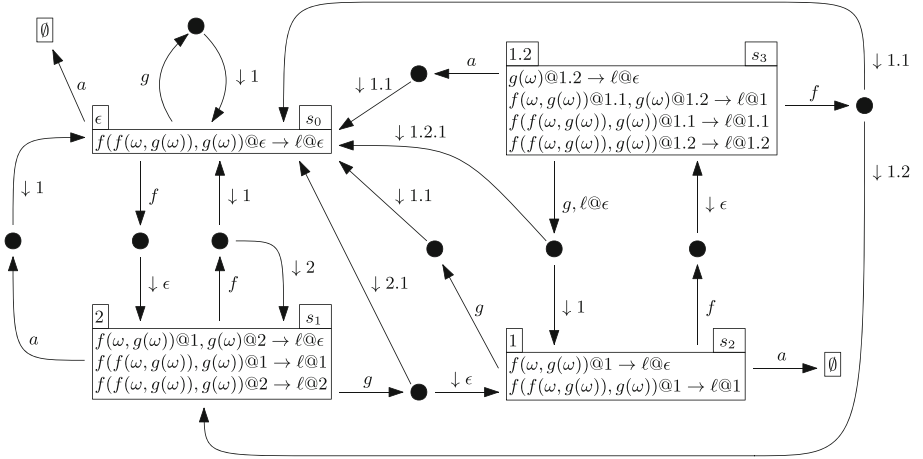 ∅
a
g
↓ 1
ϵ
s₀
f(f(ω, g(ω)), g(ω))@ϵ → ℓ@ϵ
↓ 1
f
↓ 1
↓ ϵ
f
↓ 2
a
2
s₁
f(ω, g(ω))@1, g(ω)@2 → ℓ@ϵ
f(f(ω, g(ω)), g(ω))@1 → ℓ@1
f(f(ω, g(ω)), g(ω))@2 → ℓ@2
g
↓ ϵ
↓ 2.1
↓ 1.1
g
↓ 1.2.1
↓ 1.1
a
1.2
s₃
g(ω)@1.2 → ℓ@ϵ
f(ω, g(ω))@1.1, g(ω)@1.2 → ℓ@1
f(f(ω, g(ω)), g(ω))@1.1 → ℓ@1.1
f(f(ω, g(ω)), g(ω))@1.2 → ℓ@1.2
f
↓ 1.1
↓ 1.2
g, ℓ@ϵ
↓ ϵ
↓ 1
f
1
s₂
f(ω, g(ω))@1 → ℓ@ϵ
f(f(ω, g(ω)), g(ω))@1 → ℓ@1
a
∅